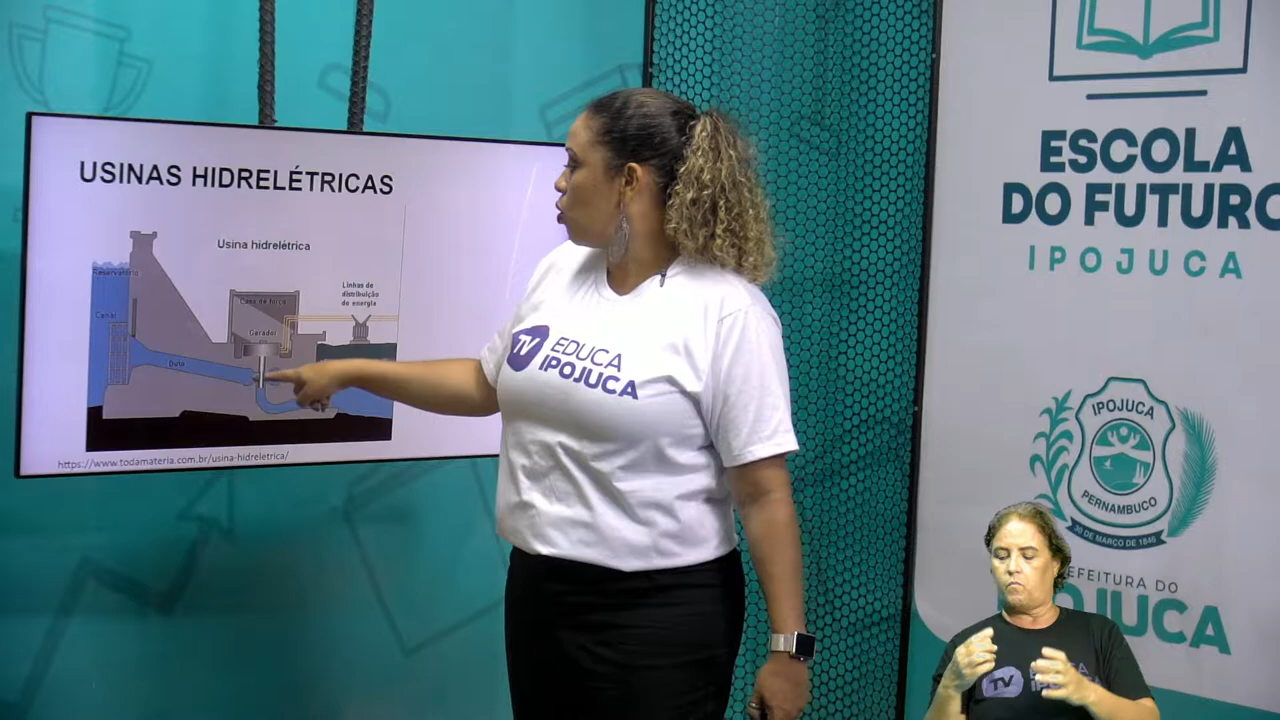 USINAS HIDRELÉTRICAS
Usina hidrelétrica
Reservatório
Canal
Duto
Casa de força
Gerador
Linhas de
distribuição
de energia
https://www.todamateria.com.br/usina-hidreletrica/
TV EDUCA
IPOJUCA
ESCOLA
DO FUTURO
IPOJUCA
IPOJUCA
PERNAMBUCO
30 DE MARÇO DE 1846
EFEITURA DO
OJUCA
TV